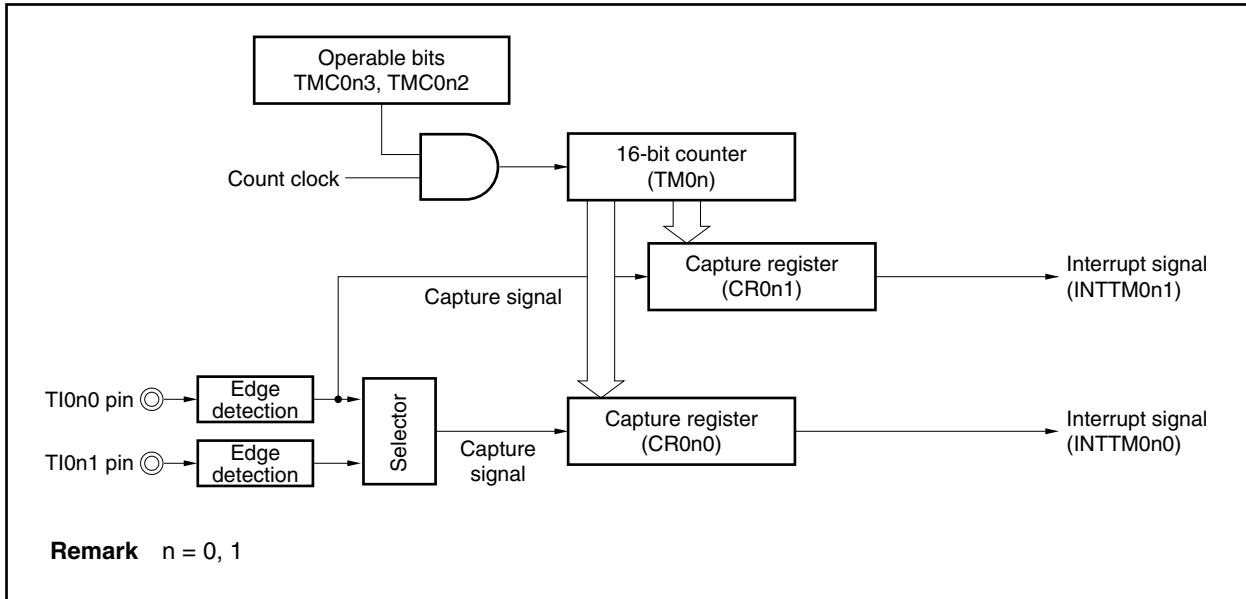 Operable bits
TMC0n3, TMC0n2
Count clock
16-bit counter
(TM0n)
Capture register
(CR0n1)
Interrupt signal
(INTTM0n1)
Capture signal
TI0n0 pin
Edge
detection
Selector
Capture
signal
Capture register
(CR0n0)
Interrupt signal
(INTTM0n0)
TI0n1 pin
Edge
detection
Remark n = 0, 1